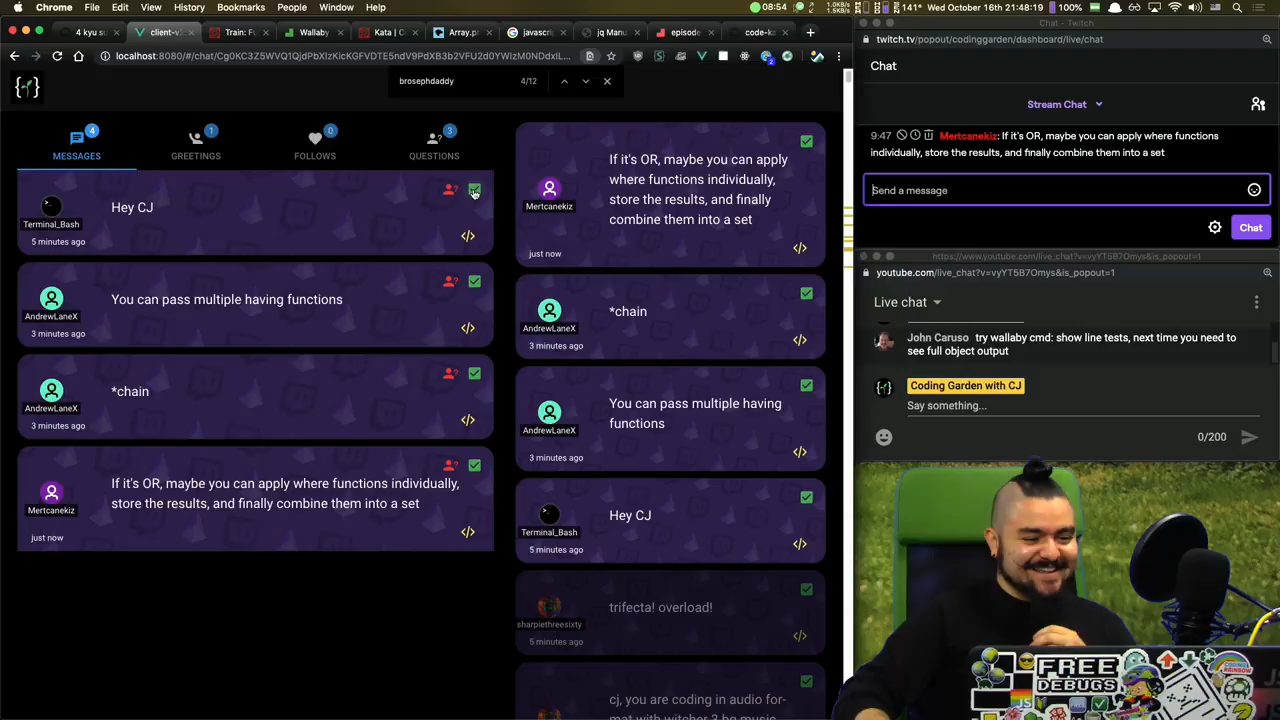 Chrome File Edit View History Bookmarks People Window Help
08:54
100%
Wed October 16th 21:48:19
4 kyu su
client-v
Train: Fi
Wallaby
Kata | C
Array.p
javascri
jq Manu
episode
code-ka
localhost:8080/#/chat/Cg0KC3Z5WVQ1QjdPbXIzKicKGFVDTE5ndV9PdXB3b2VFU2d0YWIzM0NNdkxL...
brosephdaddy
4/12
4
MESSAGES
1
GREETINGS
0
FOLLOWS
3
QUESTIONS
Hey CJ
Terminal_Bash
5 minutes ago
You can pass multiple having functions
AndrewLaneX
3 minutes ago
*chain
AndrewLaneX
3 minutes ago
If it's OR, maybe you can apply where functions individually,
store the results, and finally combine them into a set
Mertcanekiz
just now
If it's OR, maybe you can apply
where functions individually,
store the results, and finally
combine them into a set
Mertcanekiz
just now
*chain
AndrewLaneX
3 minutes ago
You can pass multiple having
functions
AndrewLaneX
3 minutes ago
Hey CJ
Terminal_Bash
5 minutes ago
trifecta! overload!
sharpiethreesixty
5 minutes ago
cj, you are coding in audio for-
mat with witcher 3 bg music
Chat - Twitch
twitch.tv/popout/codinggarden/dashboard/live/chat
Chat
Stream Chat
9:47 Mertcanekiz: If it's OR, maybe you can apply where functions
individually, store the results, and finally combine them into a set
Send a message
Chat
https://www.youtube.com/live_chat?v=vyYT5B7Omys&is_popout=1
youtube.com/live_chat?v=vyYT5B7Omys&is_popout=1
Live chat
John Caruso try wallaby cmd: show line tests, next time you need to
see full object output
Coding Garden with CJ
Say something...
0/200
FREE
DEBUGS
JS
CODING
RAINBOW